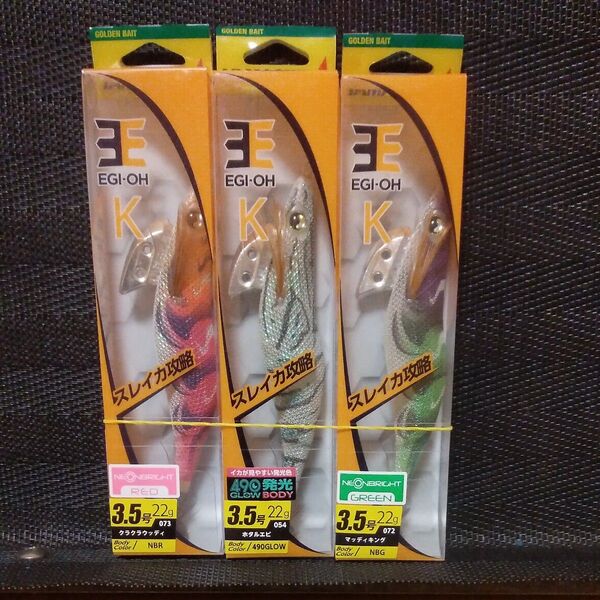 GOLDEN BAIT
EGI-OH
K
スレイカ攻略
NEONBRIGHT
RED
3.5号 22g
073
クラクラウッディ
Body Color / NBR
GOLDEN BAIT
EGI-OH
K
スレイカ攻略
イカが見やすい発光色
490 発光
GLOW BODY
3.5号 22g
054
ホタルエビ
Body Color / 490GLOW
GOLDEN BAIT
EGI-OH
K
スレイカ攻略
NEONBRIGHT
GREEN
3.5号 22g
072
マッディキング
Body Color / NBG